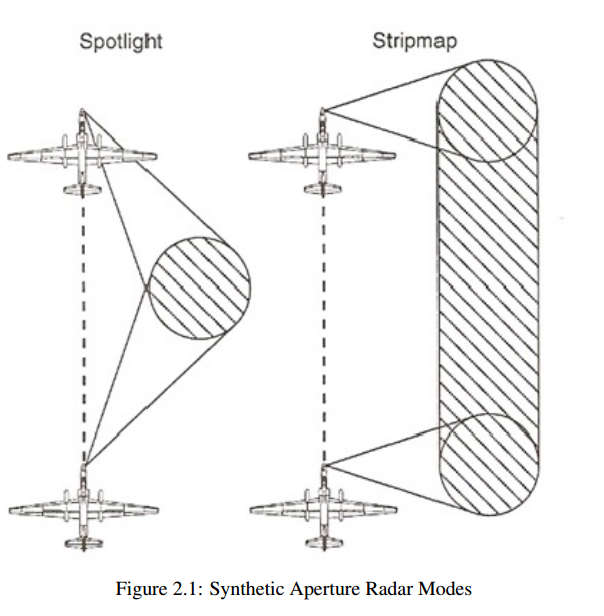 Spotlight
Stripmap
Figure 2.1: Synthetic Aperture Radar Modes